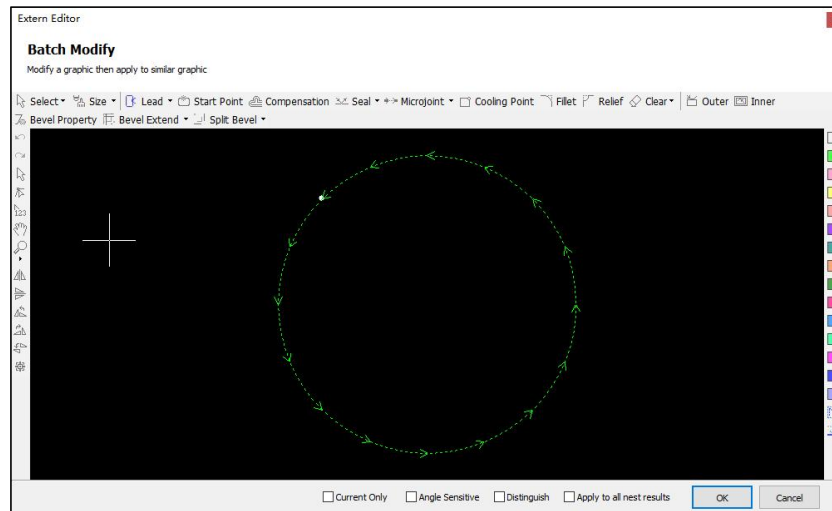 Extern Editor
Batch Modify
Modify a graphic then apply to similar graphic
Select Size Lead Start Point Compensation Seal Microjoint Cooling Point Fillet Relief Clear Outer Inner
Bevel Property Bevel Extend Split Bevel
123
Current Only Angle Sensitive Distinguish Apply to all nest results OK Cancel